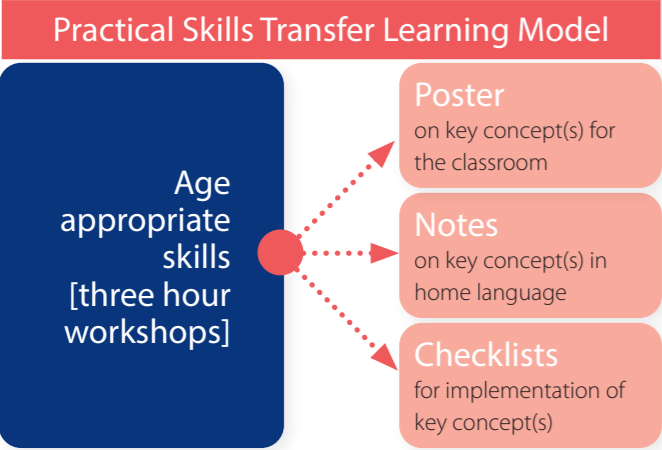 Practical Skills Transfer Learning Model
Age
appropriate
skills
[three hour
workshops]
Poster
on key concept(s) for
the classroom
Notes
on key concept(s) in
home language
Checklists
for implementation of
key concept(s)